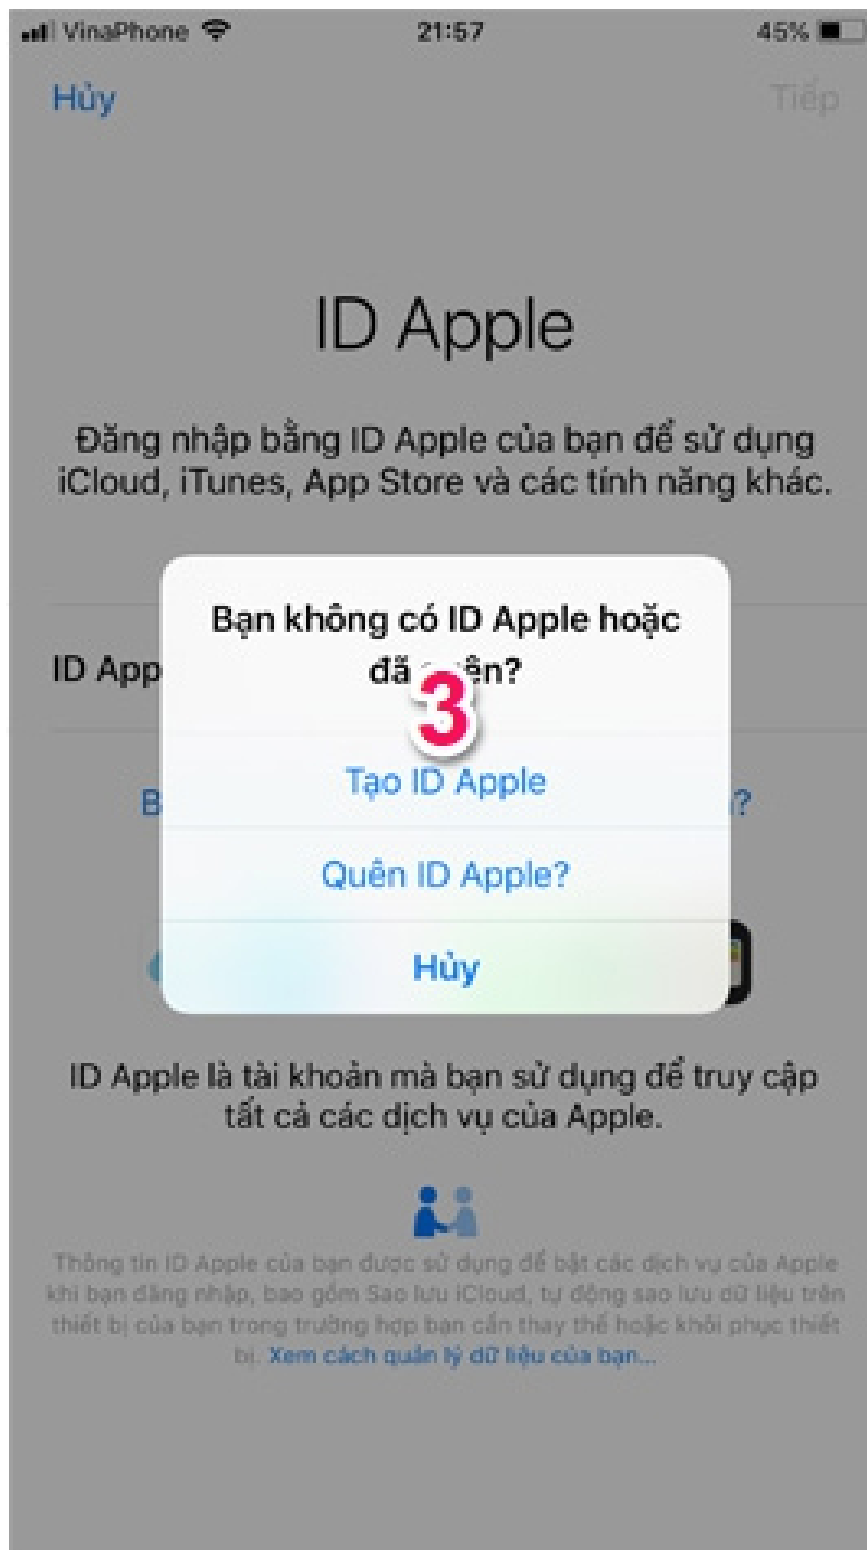 VinaPhone 21:57 45%
Hủy Tiếp
ID Apple
Đăng nhập bằng ID Apple của bạn để sử dụng
iCloud, iTunes, App Store và các tính năng khác.
Bạn không có ID Apple hoặc
ID App đã ên?
3
Tạo ID Apple
B ?
Quên ID Apple?
Hủy
ID Apple là tài khoản mà bạn sử dụng để truy cập
tất cả các dịch vụ của Apple.
Thông tin ID Apple của bạn được sử dụng để bật các dịch vụ của Apple
khi bạn đăng nhập, bao gồm Sao lưu iCloud, tự động sao lưu dữ liệu trên
thiết bị của bạn trong trường hợp bạn cần thay thế hoặc khôi phục thiết
bị. Xem cách quản lý dữ liệu của bạn...